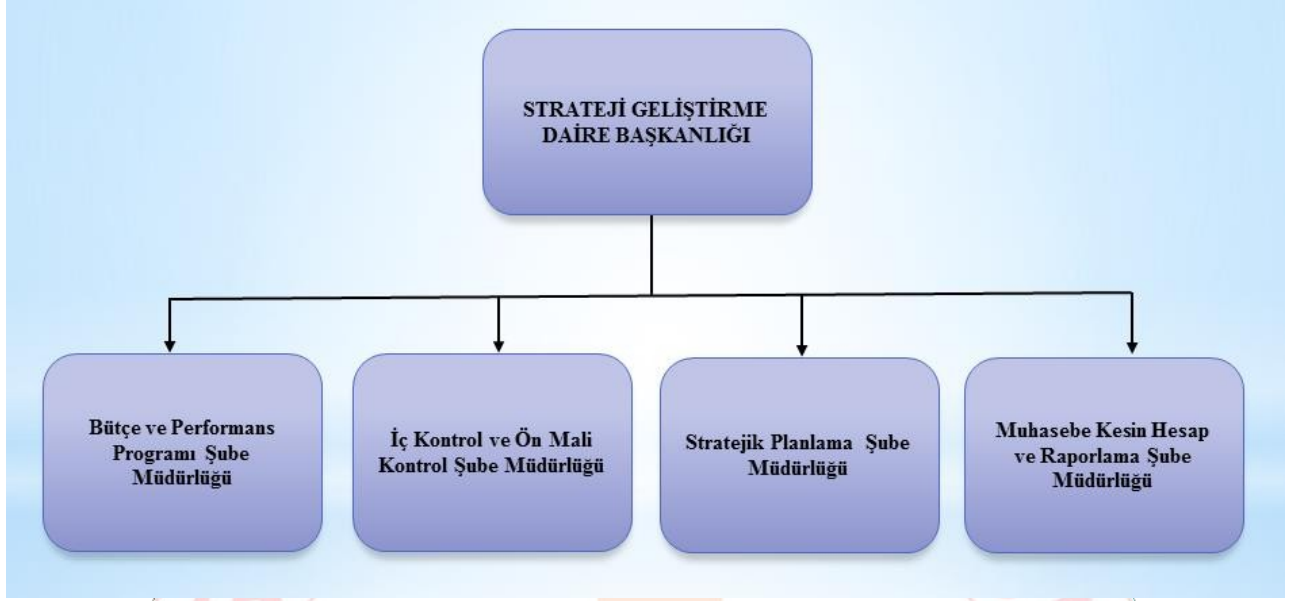 STRATEJİ GELİŞTİRME
DAİRE BAŞKANLIĞI
Bütçe ve Performans
Programı Şube
Müdürlüğü
İç Kontrol ve Ön Mali
Kontrol Şube Müdürlüğü
Stratejik Planlama Şube
Müdürlüğü
Muhasebe Kesin Hesap
ve Raporlama Şube
Müdürlüğü